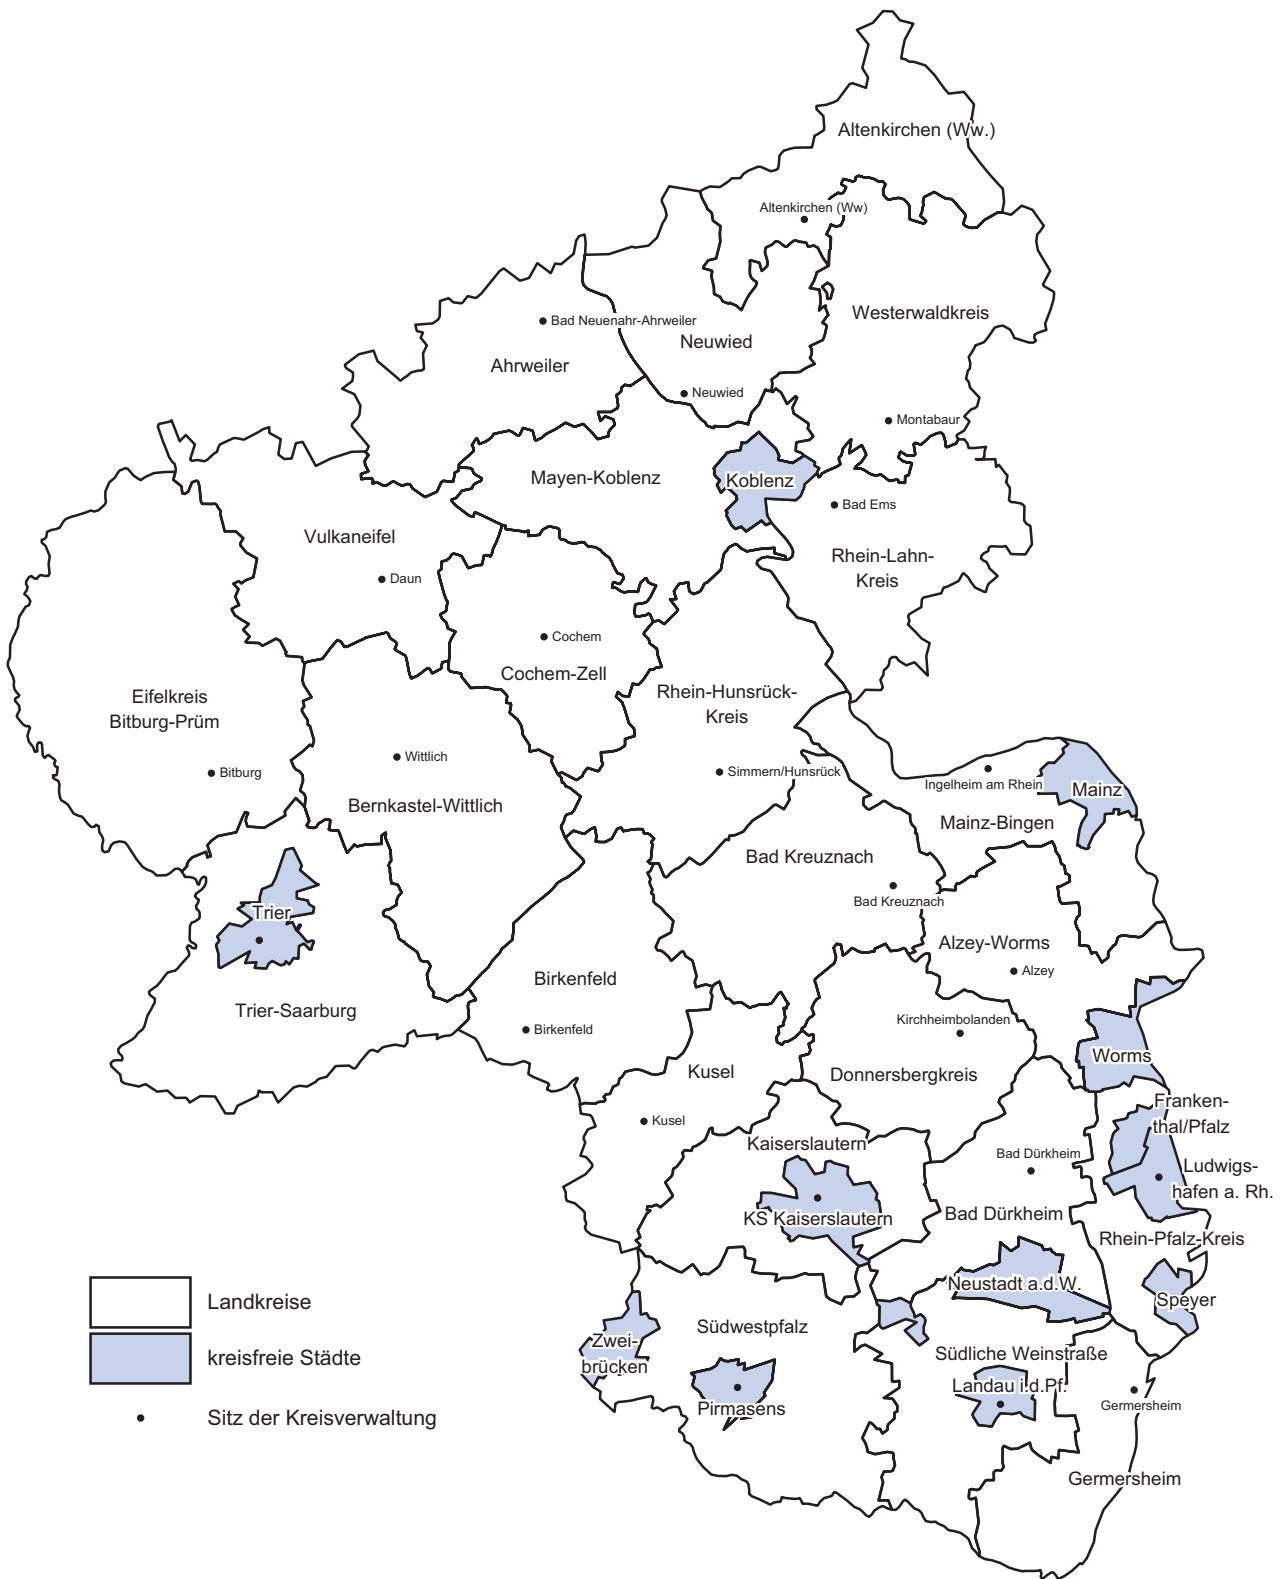 Altenkirchen (Ww.)
Altenkirchen (Ww)
Westerwaldkreis
Bad Neuenahr-Ahrweiler
Neuwied
Ahrweiler
Neuwied
Montabaur
Mayen-Koblenz
Koblenz
Bad Ems
Vulkaneifel
Rhein-Lahn-
Kreis
Daun
Cochem
Cochem-Zell
Eifelkreis
Bitburg-Prüm
Rhein-Hunsrück-
Kreis
Wittlich
Bitburg
Simmern/Hunsrück
Ingelheim am Rhein
Mainz
Bernkastel-Wittlich
Mainz-Bingen
Bad Kreuznach
Bad Kreuznach
Trier
Alzey-Worms
Alzey
Birkenfeld
Trier-Saarburg
Birkenfeld
Kirchheimbolanden
Worms
Kusel
Donnersbergkreis
Franken-
thal/Pfalz
Kusel
Kaiserslautern
Bad Dürkheim
Ludwigs-
hafen a. Rh.
KS Kaiserslautern
Bad Dürkheim
Rhein-Pfalz-Kreis
Neustadt a.d.W.
Speyer
Landkreise
Südwestpfalz
Zwei-
brücken
Südliche Weinstraße
kreisfreie Städte
Landau i.d.Pf.
Pirmasens
Germersheim
Sitz der Kreisverwaltung
Germersheim